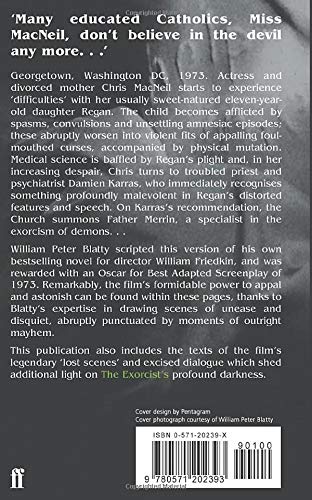 ‘Many educated Catholics, Miss
MacNeil, don’t believe in the devil
any more. . .’
Georgetown, Washington DC, 1973. Actress and
divorced mother Chris MacNeil starts to experience
‘difficulties’ with her usually sweet-natured eleven-year-
old daughter Regan. The child becomes afflicted by
spasms, convulsions and unsettling amnesiac episodes;
these abruptly worsen into violent fits of appalling foul-
mouthed curses, accompanied by physical mutation.
Medical science is baffled by Regan’s plight and, in her
increasing despair, Chris turns to troubled priest and
psychiatrist Damien Karras, who immediately recognises
something profoundly malevolent in Regan’s distorted
features and speech. On Karras’s recommendation, the
Church summons Father Merrin, a specialist in the
exorcism of demons. . .
William Peter Blatty scripted this version of his own
bestselling novel for director William Friedkin, and was
rewarded with an Oscar for Best Adapted Screenplay of
1973. Remarkably, the film’s formidable power to appal
and astonish can be found within these pages, thanks to
Blatty’s expertise in drawing scenes of unease and
disquiet, abruptly punctuated by moments of outright
mayhem.
This publication also includes the texts of the film’s
legendary ‘lost scenes’ and excised dialogue which shed
additional light on The Exorcist’s profound darkness.
Cover design by Pentagram
Cover photograph courtesy of William Peter Blatty
ISBN 0-571-20239-X
90100
9 780571 202393
ff